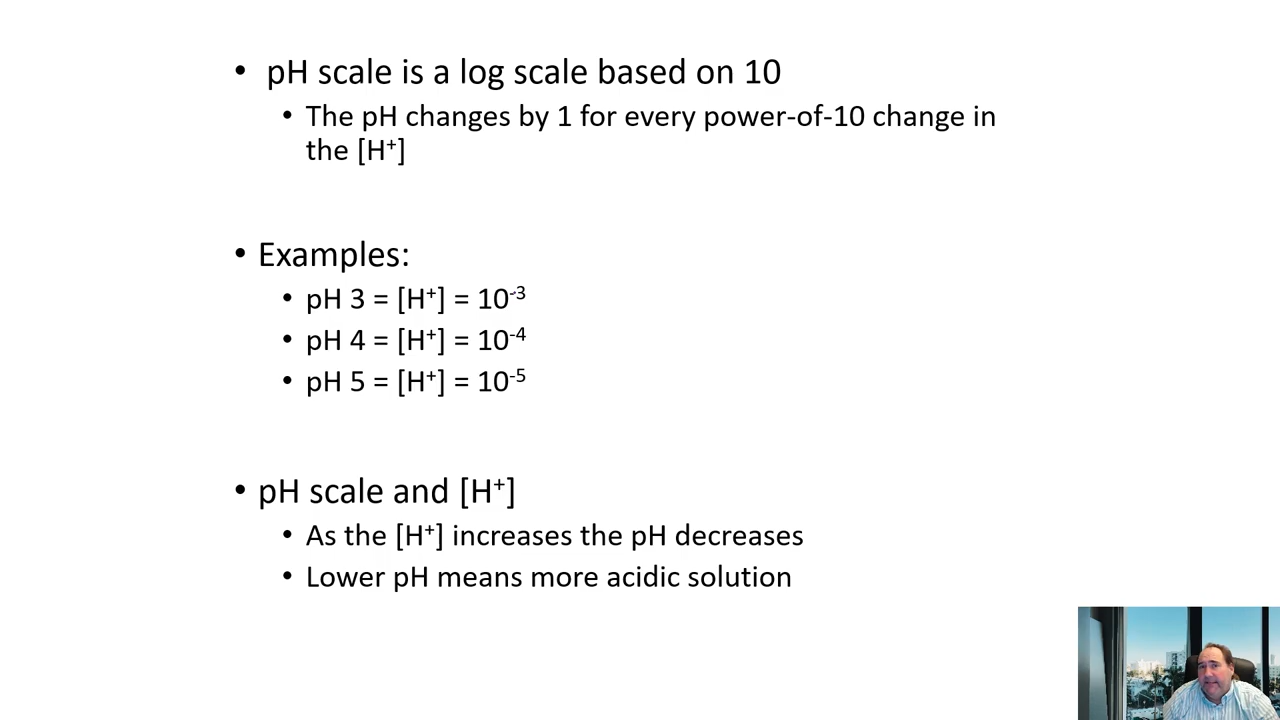 • pH scale is a log scale based on 10
• The pH changes by 1 for every power-of-10 change in
the [H⁺]
• Examples:
• pH 3 = [H⁺] = 10⁻³
• pH 4 = [H⁺] = 10⁻⁴
• pH 5 = [H⁺] = 10⁻⁵
• pH scale and [H⁺]
• As the [H⁺] increases the pH decreases
• Lower pH means more acidic solution